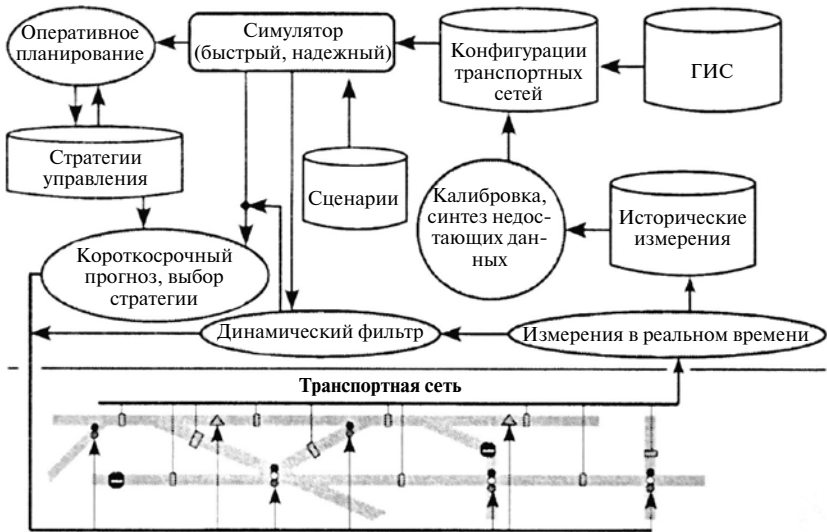 Оперативное
планирование
Симулятор
(быстрый, надежный)
Конфигурации
транспортных
сетей
ГИС
Стратегии
управления
Сценарии
Калибровка,
синтез недос-
тающих дан-
ных
Исторические
измерения
Короткосрочный
прогноз, выбор
стратегии
Динамический фильтр
Измерения в реальном времени
Транспортная сеть